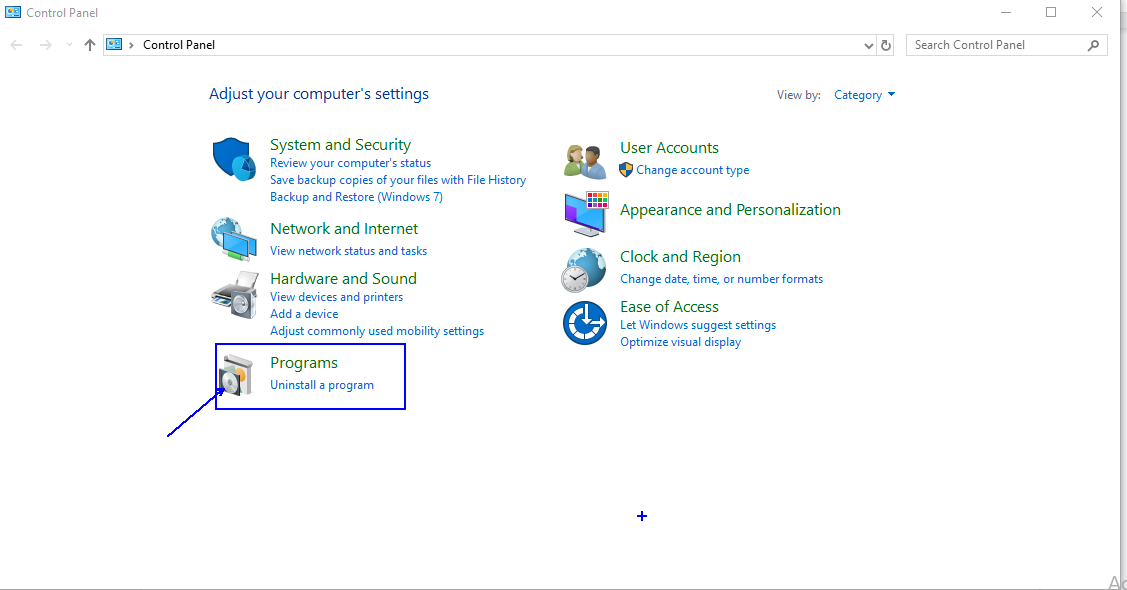 Control Panel
Control Panel
Search Control Panel
Adjust your computer's settings
View by: Category
System and Security
Review your computer's status
Save backup copies of your files with File History
Backup and Restore (Windows 7)
Network and Internet
View network status and tasks
Hardware and Sound
View devices and printers
Add a device
Adjust commonly used mobility settings
Programs
Uninstall a program
User Accounts
Change account type
Appearance and Personalization
Clock and Region
Change date, time, or number formats
Ease of Access
Let Windows suggest settings
Optimize visual display